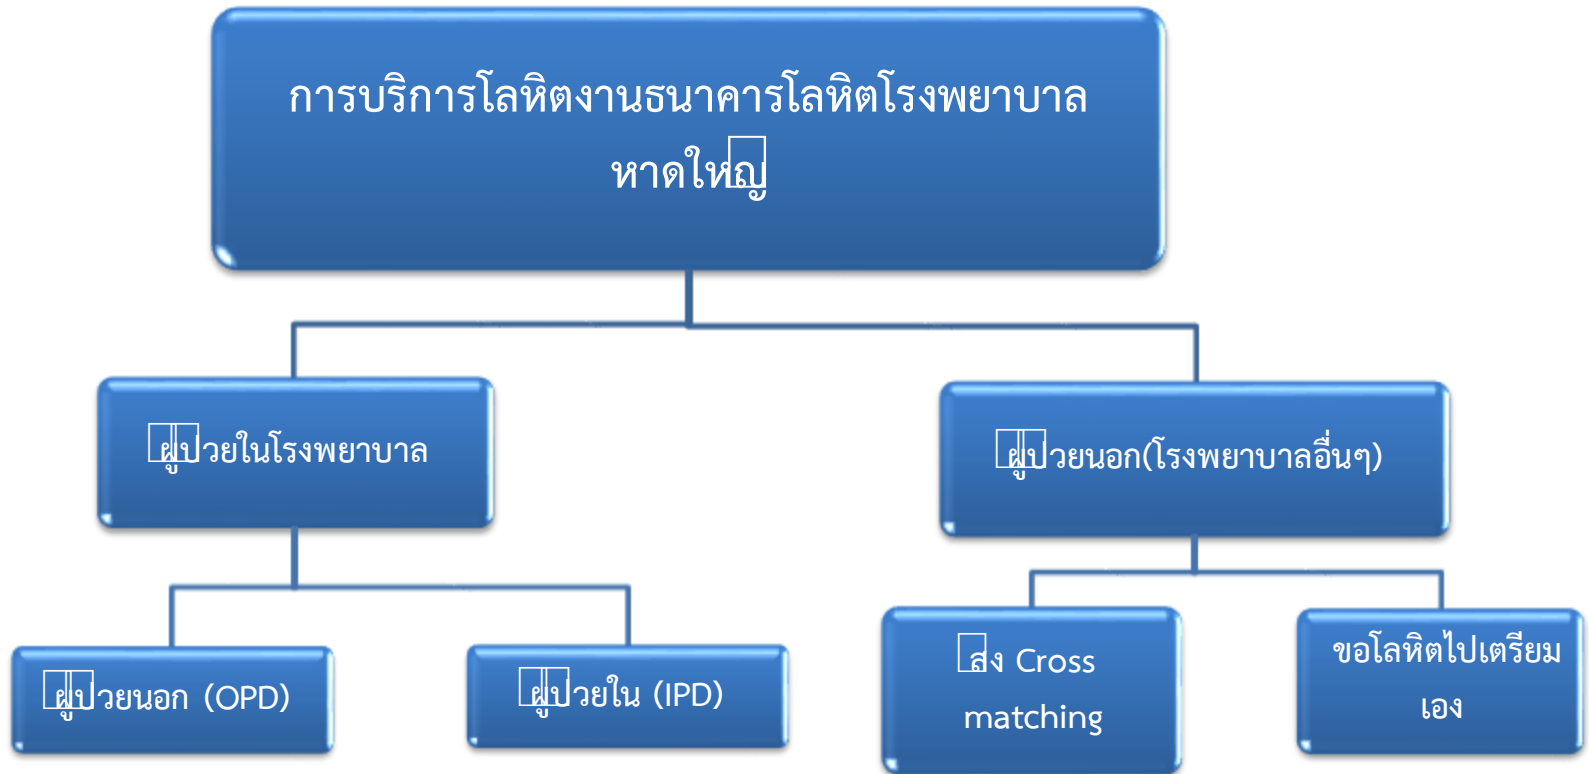 การบริการโลหิตงานธนาคารโลหิตโรงพยาบาล
หาดใหญ่
ผู้ป่วยในโรงพยาบาล
ผู้ป่วยนอก(โรงพยาบาลอื่นๆ)
ผู้ป่วยนอก (OPD)
ผู้ป่วยใน (IPD)
ส่ง Cross
matching
ขอโลหิตไปเตรียม
เอง